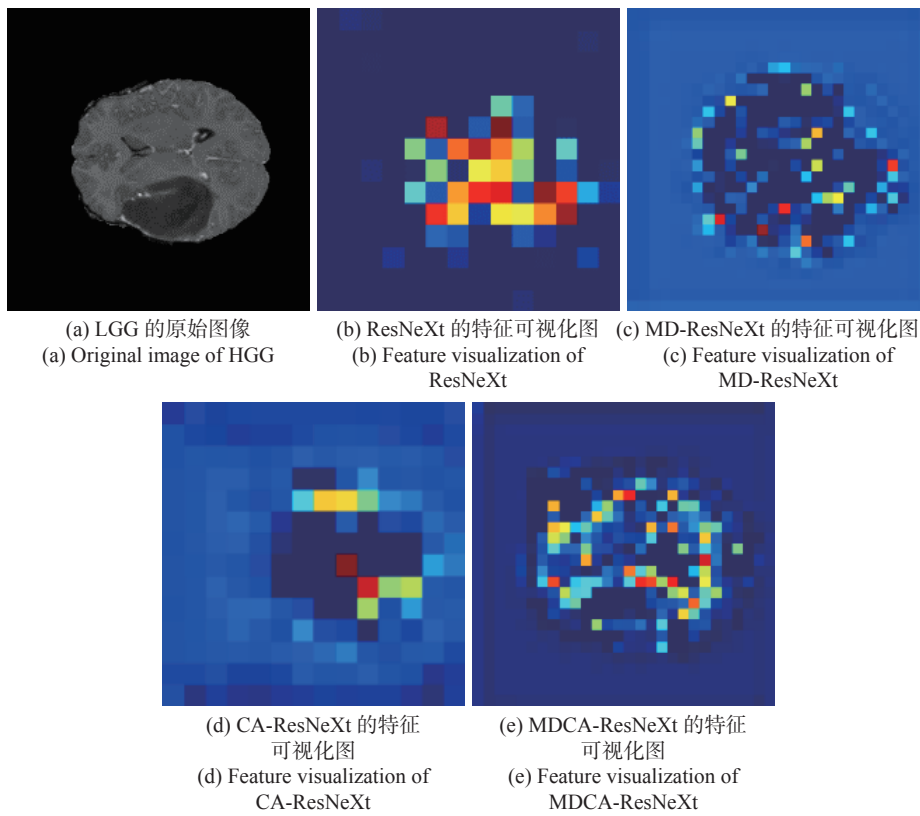 (a) LGG 的原始图像
(a) Original image of HGG
(b) ResNeXt 的特征可视化图
(b) Feature visualization of
ResNeXt
(c) MD-ResNeXt 的特征可视化图
(c) Feature visualization of
MD-ResNeXt
(d) CA-ResNeXt 的特征
可视化图
(d) Feature visualization of
CA-ResNeXt
(e) MDCA-ResNeXt 的特征
可视化图
(e) Feature visualization of
MDCA-ResNeXt